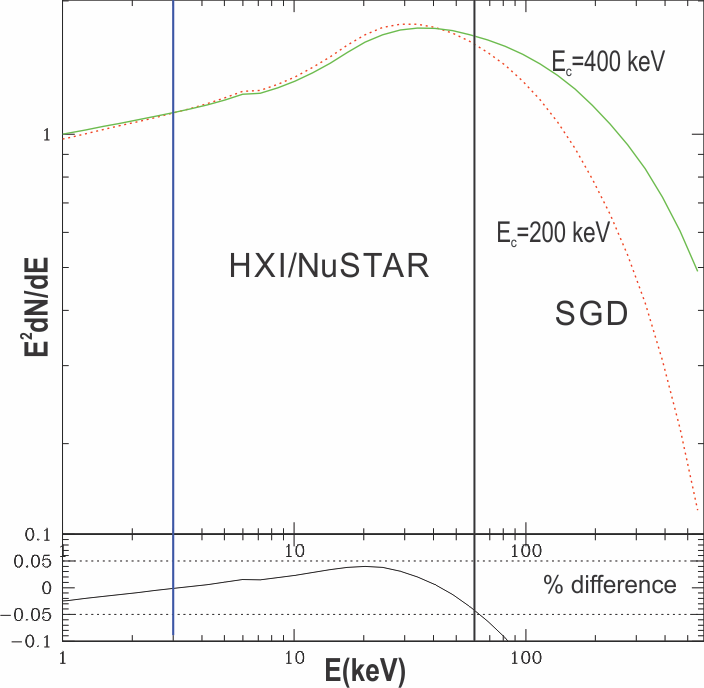 E_c=400 keV
1
E_c=200 keV
HXI/NuSTAR
SGD
E²dN/dE
0.1
1 10 100
0.05
% difference
0
−0.05
−0.1
1 10 100
E(keV)